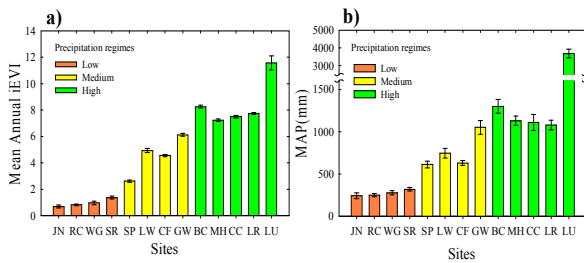 a)
Mean Annual iEVI
14
12
10
8
6
4
2
0
Precipitation regimes
Low
Medium
High
JN RC WG SR SP LW CF GW BC MH CC LR LU
Sites
b)
MAP(mm)
5000
4000
3000
1500
1000
500
0
Precipitation regimes
Low
Medium
High
JN RC WG SR SP LW CF GW BC MH CC LR LU
Sites